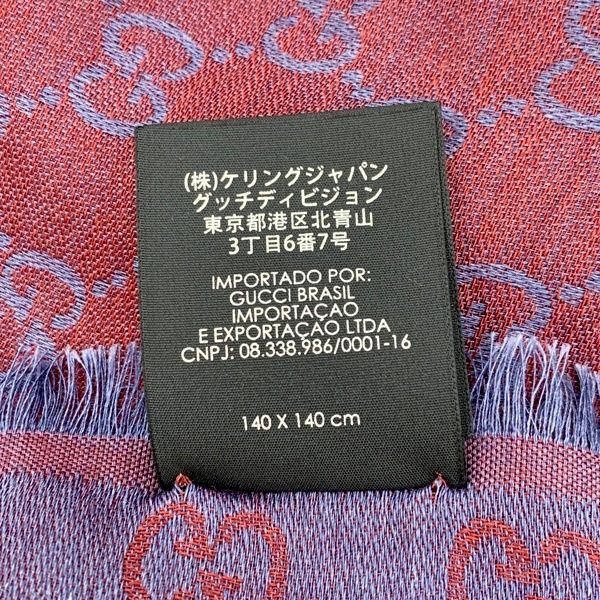 (株)ケリングジャパン
グッチディビジョン
東京都港区北青山
3丁目6番7号
IMPORTADO POR:
GUCCI BRASIL
IMPORTAÇAO
E EXPORTAÇAO LTDA
CNPJ: 08.338.986/0001-16
140 X 140 cm